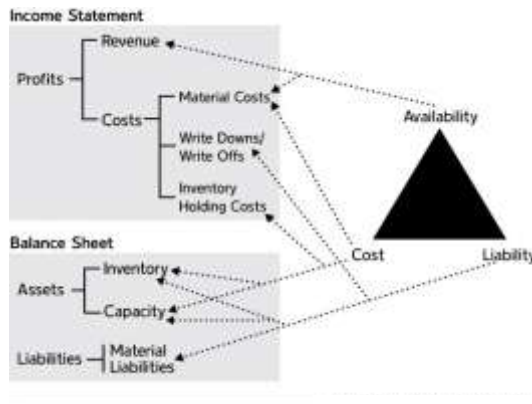 Income Statement
Revenue
Profits
Material Costs
Costs
Availability
Write Downs/
Write Offs
Inventory
Holding Costs
Balance Sheet
Cost
Liability
Inventory
Assets
Capacity
Liabilities
Material
Liabilities